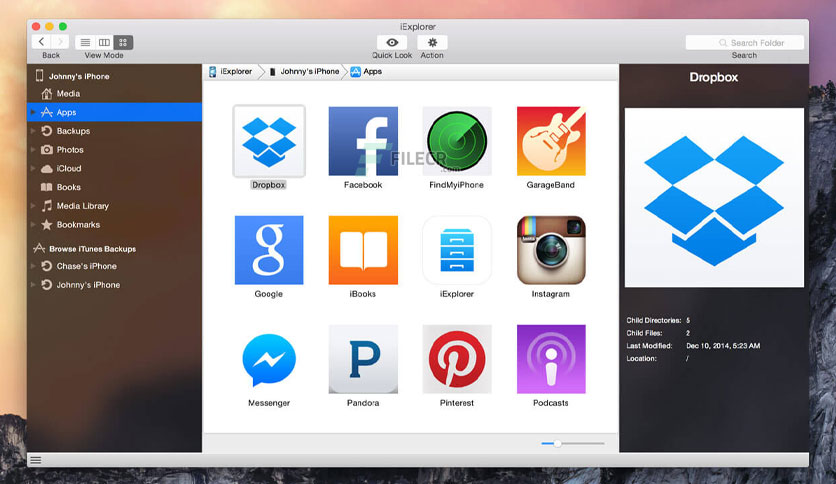 iExplorer
Back
View Mode
Quick Look
Action
Search Folder
Search
Johnny's iPhone
Media
Apps
Backups
Photos
iCloud
Books
Media Library
Bookmarks
Browse iTunes Backups
Chase's iPhone
Johnny's iPhone
iExplorer
Johnny's iPhone
Apps
Dropbox
Facebook
FindMyiPhone
GarageBand
FILECR
.com
Google
iBooks
iExplorer
Instagram
Messenger
Pandora
Pinterest
Podcasts
Dropbox
Child Directories: 5
Child Files: 2
Last Modified: Dec 10, 2014, 5:23 AM
Location: /